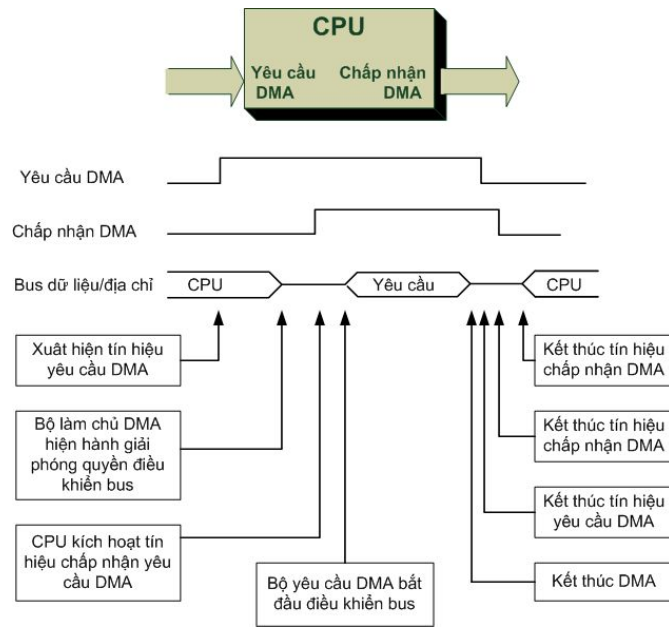 CPU
Yêu cầu
DMA
Chấp nhận
DMA
Yêu cầu DMA
Chấp nhận DMA
Bus dữ liệu/địa chỉ
CPU
Yêu cầu
CPU
Xuât hiện tín hiệu
yêu cầu DMA
Bộ làm chủ DMA
hiện hành giải
phóng quyền điều
khiển bus
CPU kích hoạt tín
hiệu chấp nhận yêu
cầu DMA
Bộ yêu cầu DMA bắt
đầu điều khiển bus
Kết thúc tín hiệu
chấp nhận DMA
Kết thúc tín hiệu
chấp nhận DMA
Kết thúc tín hiệu
yêu cầu DMA
Kết thúc DMA